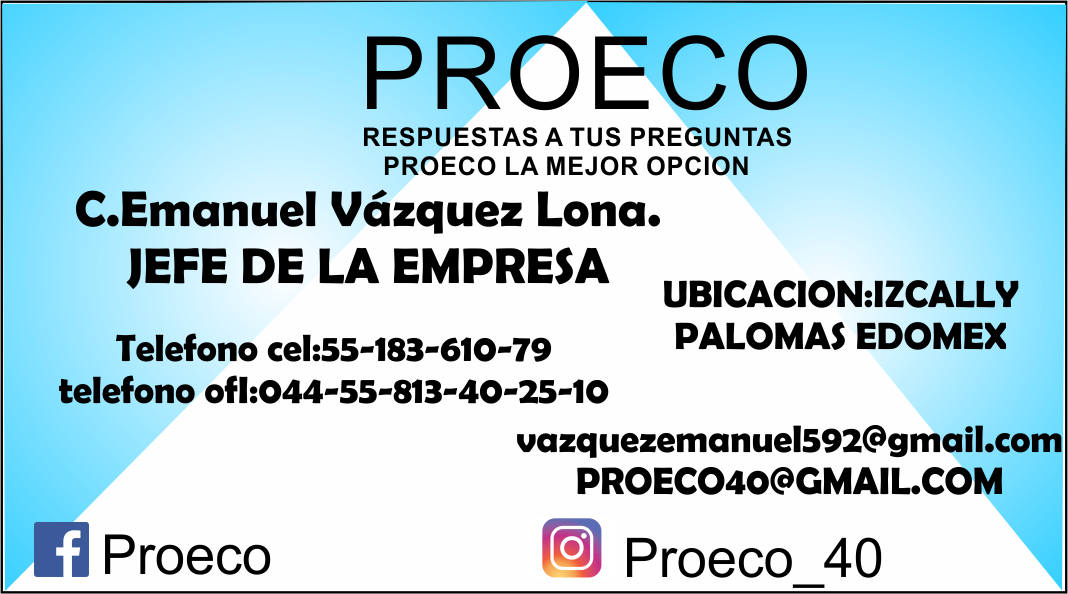 PROECO
RESPUESTAS A TUS PREGUNTAS
PROECO LA MEJOR OPCION
C.Emanuel Vázquez Lona.
JEFE DE LA EMPRESA
UBICACION:IZCALLY
PALOMAS EDOMEX
Telefono cel:55-183-610-79
telefono ofl:044-55-813-40-25-10
vazquezemanuel592@gmail.com
PROECO40@GMAIL.COM
Proeco
Proeco_40